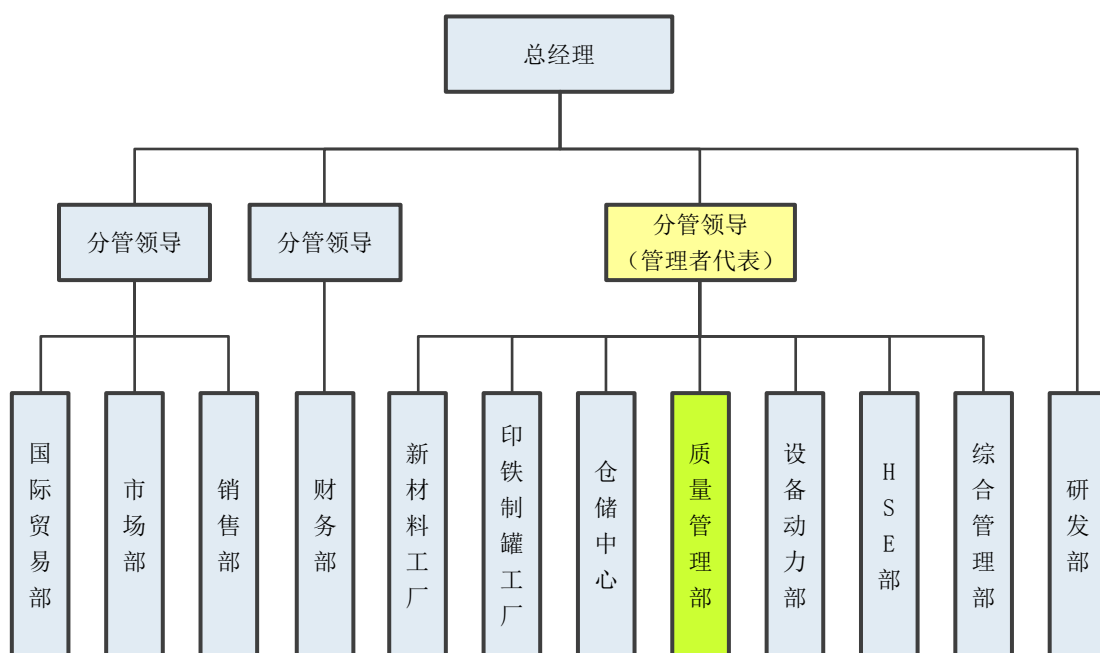 总经理
分管领导
分管领导
分管领导
（管理者代表）
国际贸易部
市场部
销售部
财务部
新材料工厂
印铁制罐工厂
仓储中心
质量管理部
设备动力部
HSE部
综合管理部
研发部